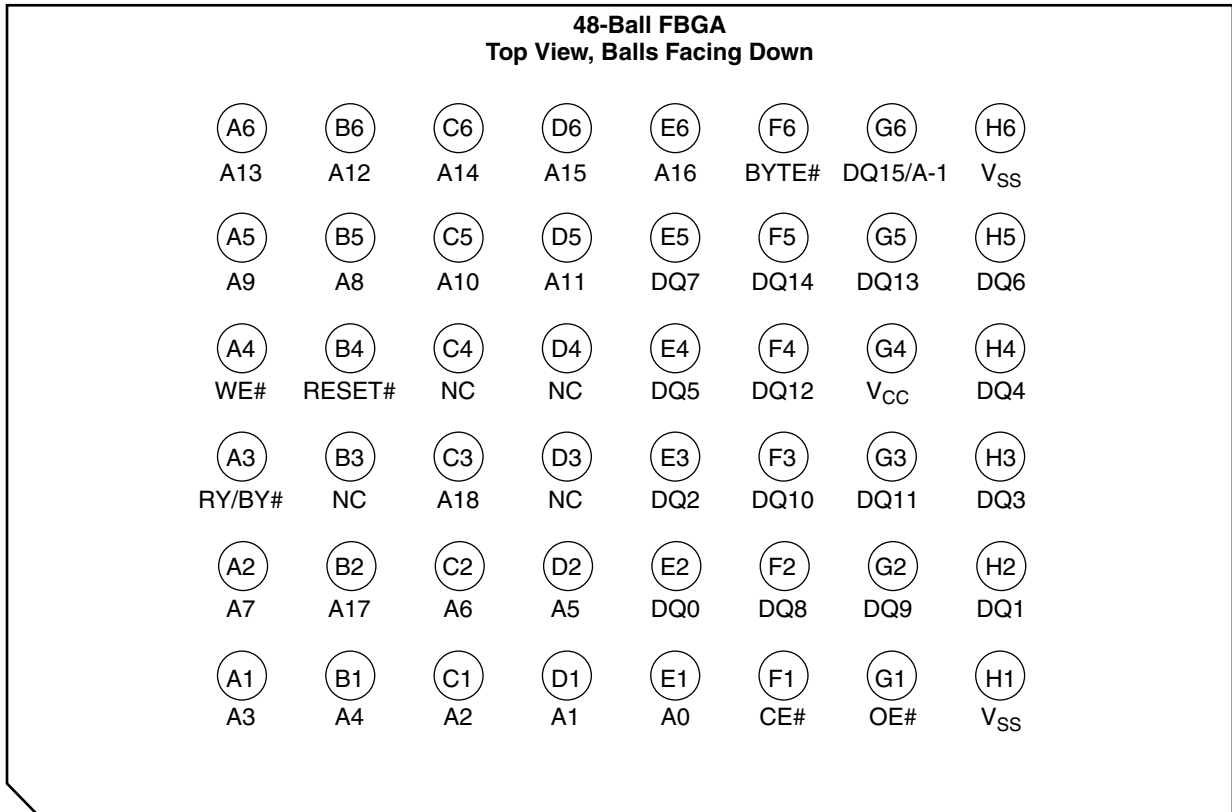 48-Ball FBGA
Top View, Balls Facing Down
A6 B6 C6 D6 E6 F6 G6 H6
A13 A12 A14 A15 A16 BYTE# DQ15/A-1 VSS
A5 B5 C5 D5 E5 F5 G5 H5
A9 A8 A10 A11 DQ7 DQ14 DQ13 DQ6
A4 B4 C4 D4 E4 F4 G4 H4
WE# RESET# NC NC DQ5 DQ12 VCC DQ4
A3 B3 C3 D3 E3 F3 G3 H3
RY/BY# NC A18 NC DQ2 DQ10 DQ11 DQ3
A2 B2 C2 D2 E2 F2 G2 H2
A7 A17 A6 A5 DQ0 DQ8 DQ9 DQ1
A1 B1 C1 D1 E1 F1 G1 H1
A3 A4 A2 A1 A0 CE# OE# VSS